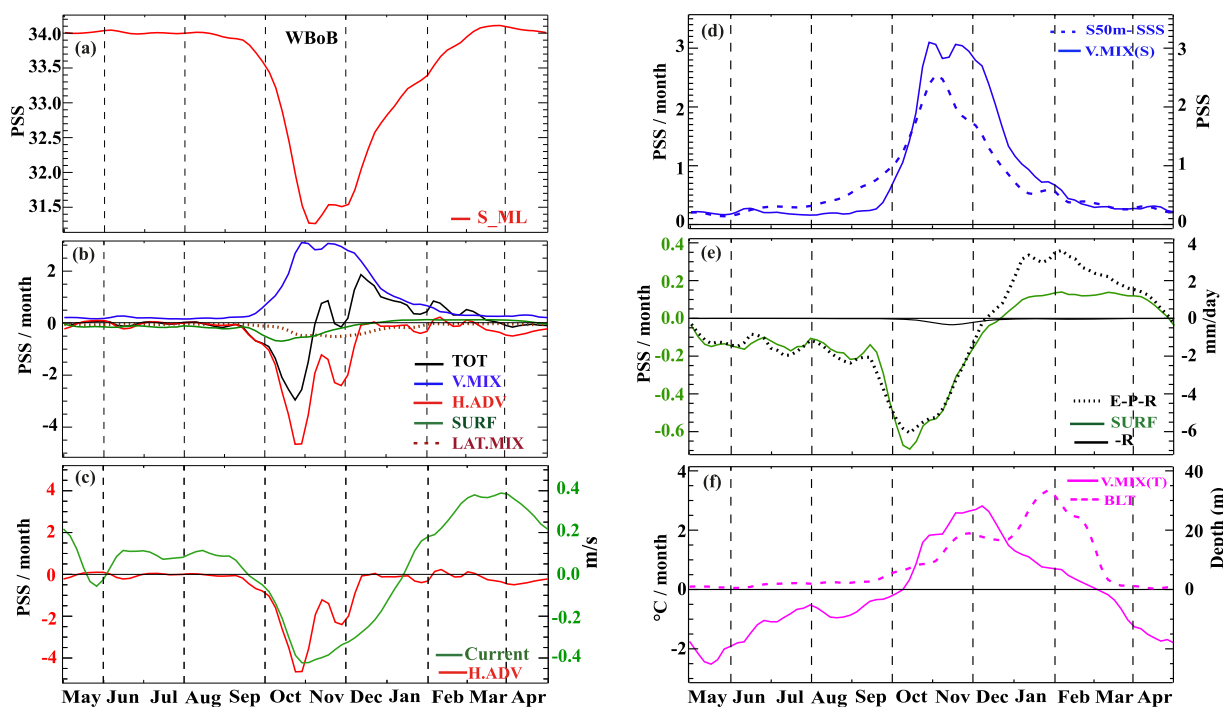 (a)
WBoB
PSS
34.0
33.5
33.0
32.5
32.0
31.5
S_ML
(b)
PSS / month
2
0
-2
-4
TOT
V.MIX
H.ADV
SURF
LAT.MIX
(c)
PSS / month
4
2
0
-2
-4
0.4
0.2
0.0
-0.2
-0.4
m/s
Current
H.ADV
May Jun Jul Aug Sep Oct Nov Dec Jan Feb Mar Apr
(d)
S50m- SSS
V.MIX(S)
PSS / month
3
2
1
0
3
2
1
0
PSS
(e)
PSS / month
0.4
0.2
0.0
-0.2
-0.4
-0.6
4
2
0
-2
-4
-6
mm/day
E-P-R
SURF
-R
(f)
V.MIX(T)
BLT
°C / month
4
2
0
-2
40
20
0
Depth (m)
May Jun Jul Aug Sep Oct Nov Dec Jan Feb Mar Apr